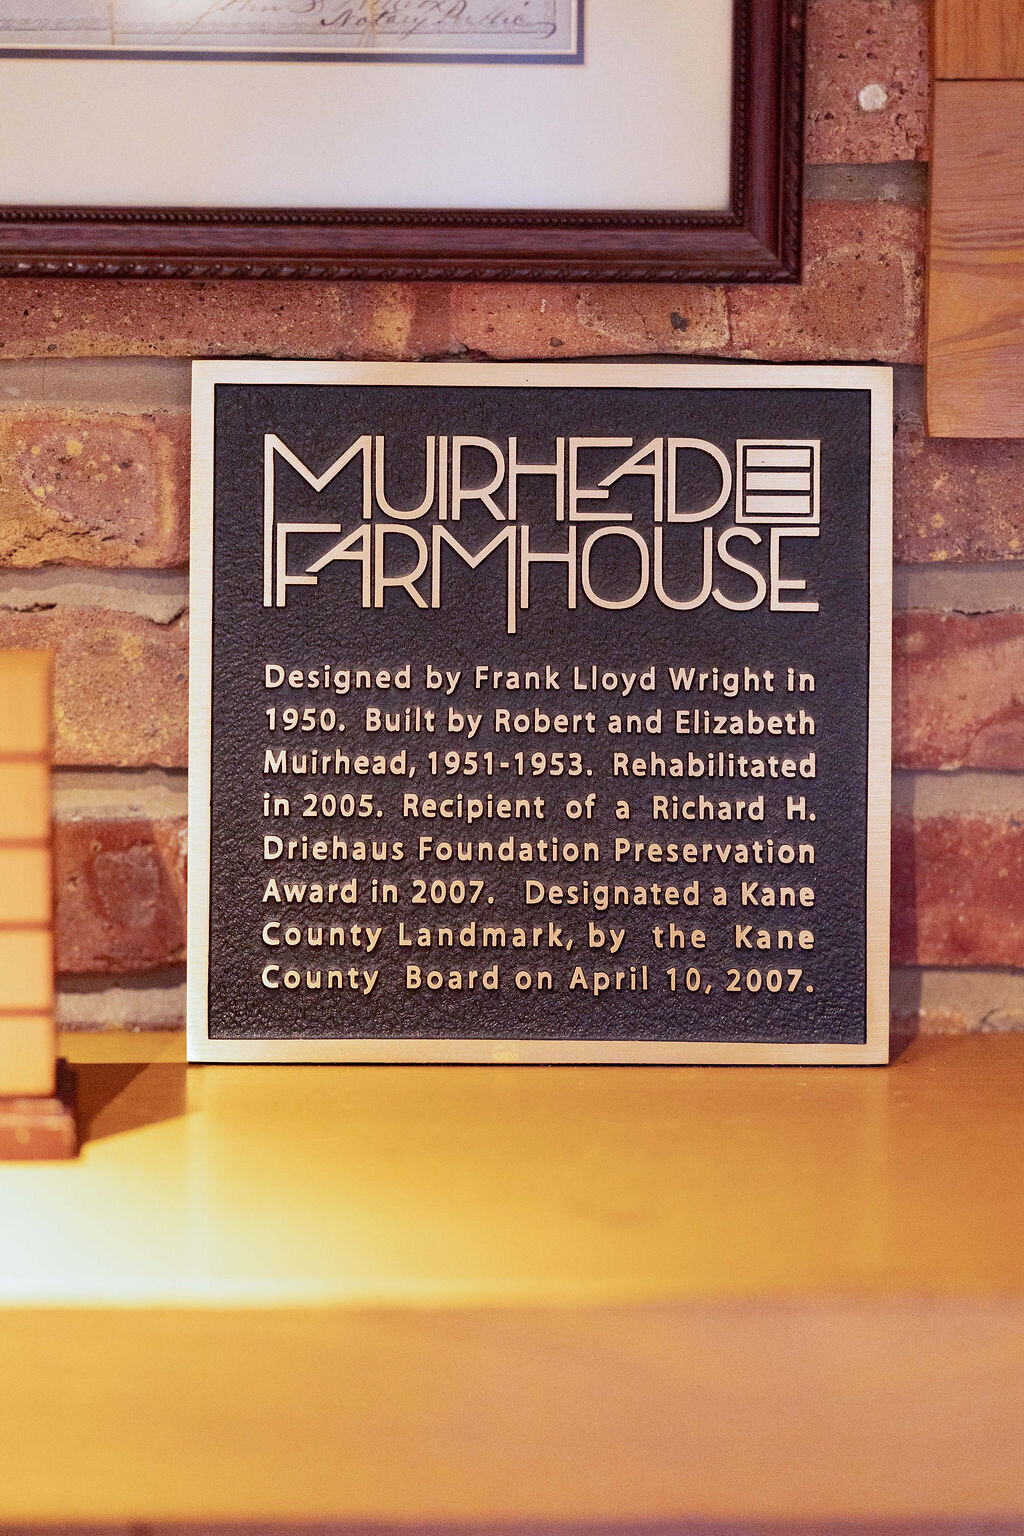 Notary Public
MUIRHEAD
FARMHOUSE
Designed by Frank Lloyd Wright in
1950. Built by Robert and Elizabeth
Muirhead, 1951-1953. Rehabilitated
in 2005. Recipient of a Richard H.
Driehaus Foundation Preservation
Award in 2007. Designated a Kane
County Landmark, by the Kane
County Board on April 10, 2007.